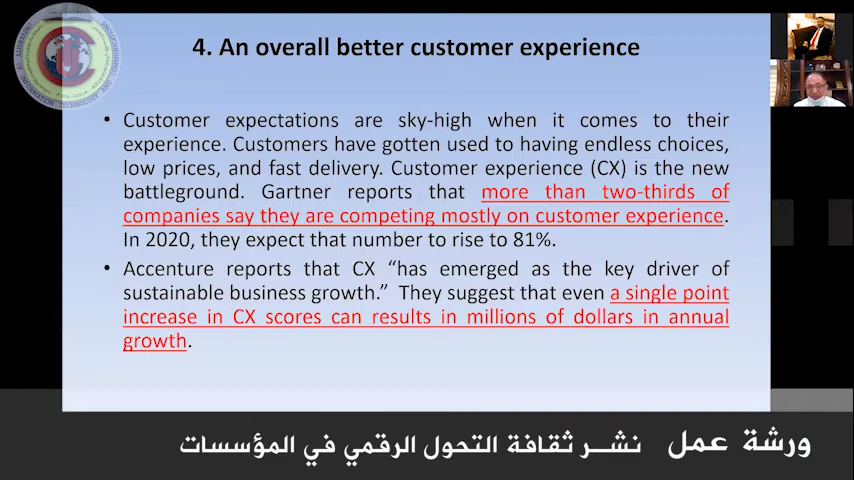 4. An overall better customer experience
• Customer expectations are sky-high when it comes to their
experience. Customers have gotten used to having endless choices,
low prices, and fast delivery. Customer experience (CX) is the new
battleground. Gartner reports that more than two-thirds of
companies say they are competing mostly on customer experience.
In 2020, they expect that number to rise to 81%.
• Accenture reports that CX “has emerged as the key driver of
sustainable business growth.” They suggest that even a single point
increase in CX scores can results in millions of dollars in annual
growth.
ورشة عمل نشر ثقافة التحول الرقمي في المؤسسات